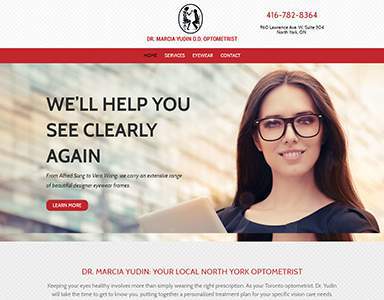 DR. MARCIA YUDIN O.D. OPTOMETRIST
416-782-8364
960 Lawrence Ave. W. Suite 304
North York, ON
HOME SERVICES EYEWEAR CONTACT
WE'LL HELP YOU
SEE CLEARLY
AGAIN
From Alfred Sung to Vera Wang, we carry an extensive range
of beautiful designer eyewear frames.
LEARN MORE
DR. MARCIA YUDIN: YOUR LOCAL NORTH YORK OPTOMETRIST
Keeping your eyes healthy involves more than simply wearing the right prescription. As your Toronto optometrist, Dr. Yudin
will take the time to get to know you, putting together a personalized treatment plan for your specific vision care needs.